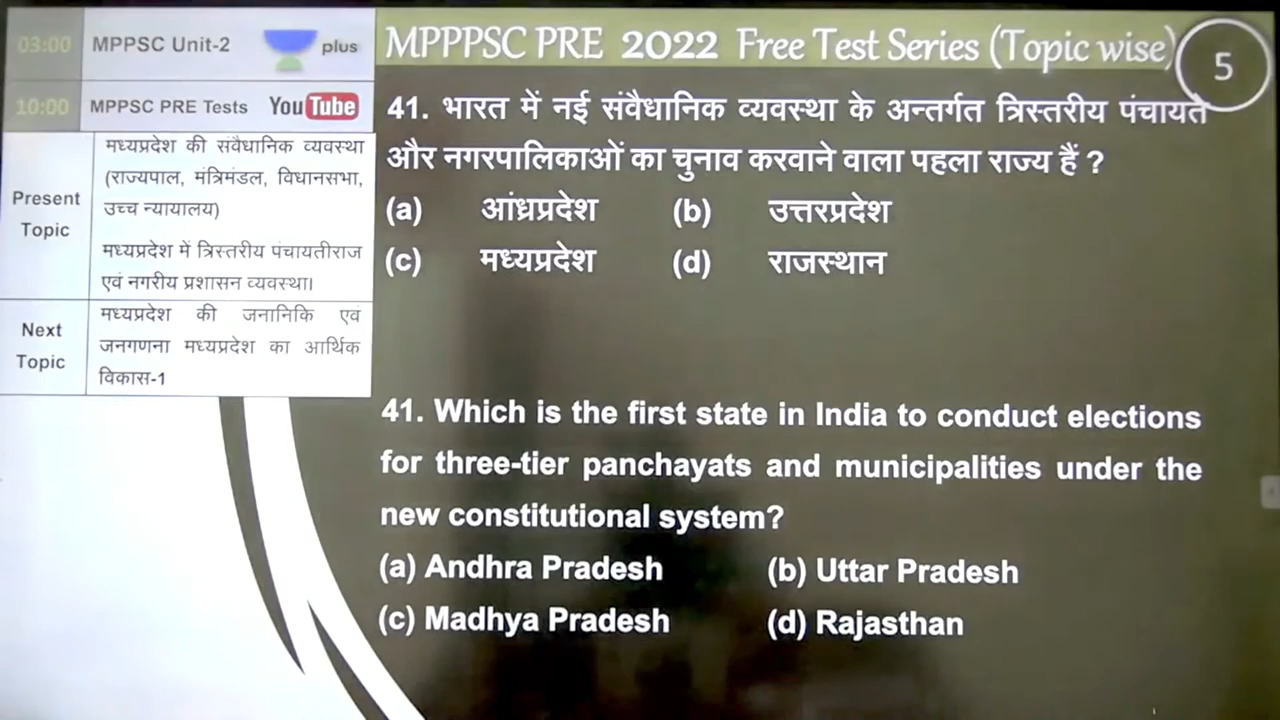 03:00 MPPSC Unit-2 plus
10:00 MPPSC PRE Tests YouTube
Present Topic
मध्यप्रदेश की संवैधानिक व्यवस्था
(राज्यपाल, मंत्रिमंडल, विधानसभा,
उच्च न्यायालय)
मध्यप्रदेश में त्रिस्तरीय पंचायतीराज
एवं नगरीय प्रशासन व्यवस्था।
Next Topic
मध्यप्रदेश की जनानिकि एवं
जनगणना मध्यप्रदेश का आर्थिक
विकास-1
MPPPSC PRE 2022 Free Test Series (Topic wise)
5
41. भारत में नई संवैधानिक व्यवस्था के अन्तर्गत त्रिस्तरीय पंचायते
और नगरपालिकाओं का चुनाव करवाने वाला पहला राज्य हैं ?
(a) आंध्रप्रदेश (b) उत्तरप्रदेश
(c) मध्यप्रदेश (d) राजस्थान
41. Which is the first state in India to conduct elections
for three-tier panchayats and municipalities under the
new constitutional system?
(a) Andhra Pradesh (b) Uttar Pradesh
(c) Madhya Pradesh (d) Rajasthan